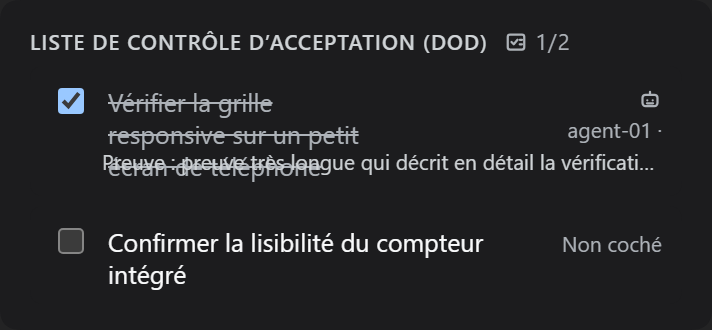 LISTE DE CONTRÔLE D’ACCEPTATION (DOD) 1/2
Vérifier la grille
responsive sur un petit
écran de téléphone
agent-01 ·
Preuve : preuve très longue qui décrit en détail la vérificati…
Confirmer la lisibilité du compteur
intégré
Non coché